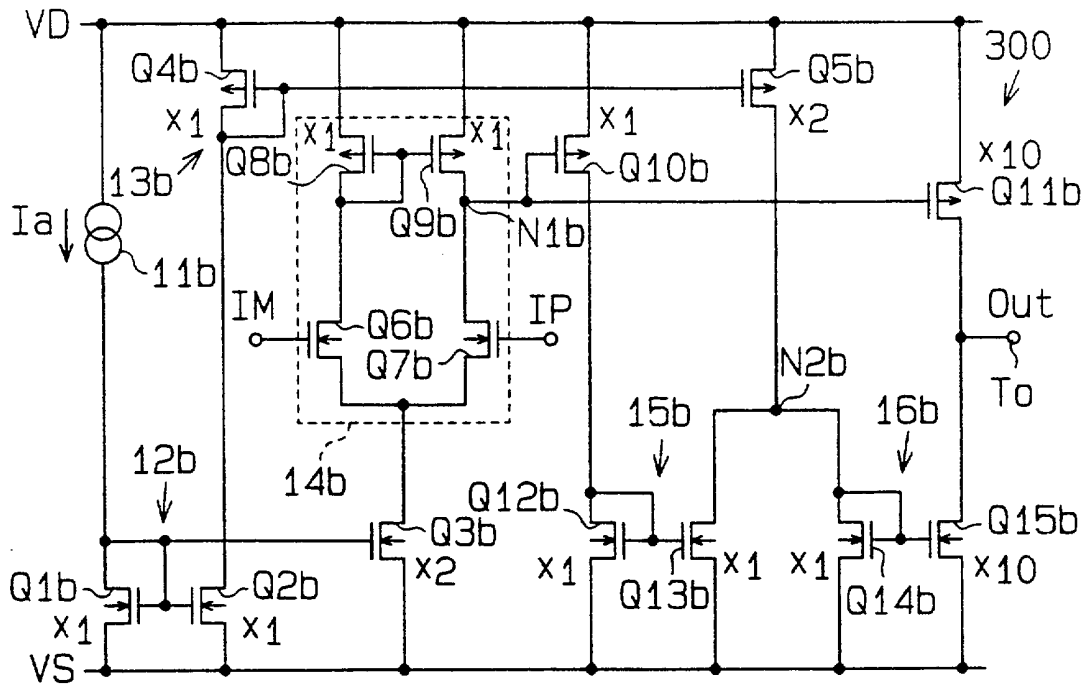 VD
300
Q4b
Q5b
x1
x2
x1
x1
x1
x10
Q8b
Q10b
Q11b
13b
Q9b
N1b
Ia
11b
IM
IP
Out
Q6b
Q7b
N2b
To
15b
16b
12b
14b
Q12b
Q3b
Q15b
x2
x1
x1
x1
x10
Q1b
Q2b
Q13b
Q14b
x1
x1
VS